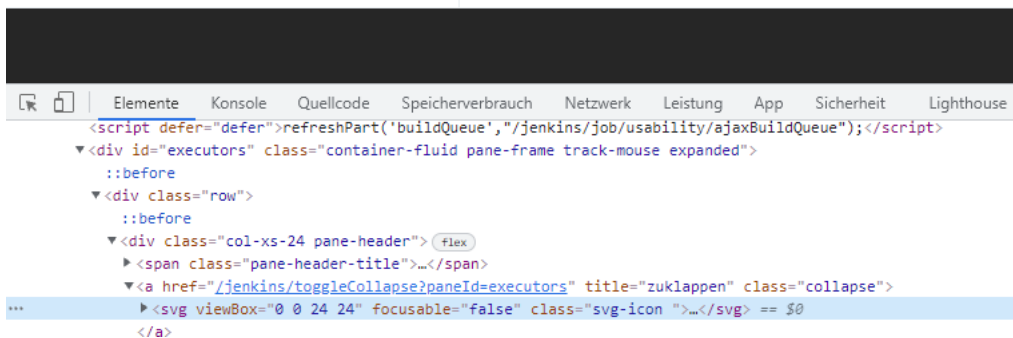 Elemente Konsole Quellcode Speicherverbrauch Netzwerk Leistung App Sicherheit Lighthouse
<script defer="defer">refreshPart('buildQueue',"/jenkins/job/usability/ajaxBuildQueue");</script>
▼<div id="executors" class="container-fluid pane-frame track-mouse expanded">
::before
▼<div class="row">
::before
▼<div class="col-xs-24 pane-header"> flex
▶<span class="pane-header-title">…</span>
▼<a href="/jenkins/toggleCollapse?paneId=executors" title="zuklappen" class="collapse">
… ▶<svg viewBox="0 0 24 24" focusable="false" class="svg-icon ">…</svg> == $0
</a>